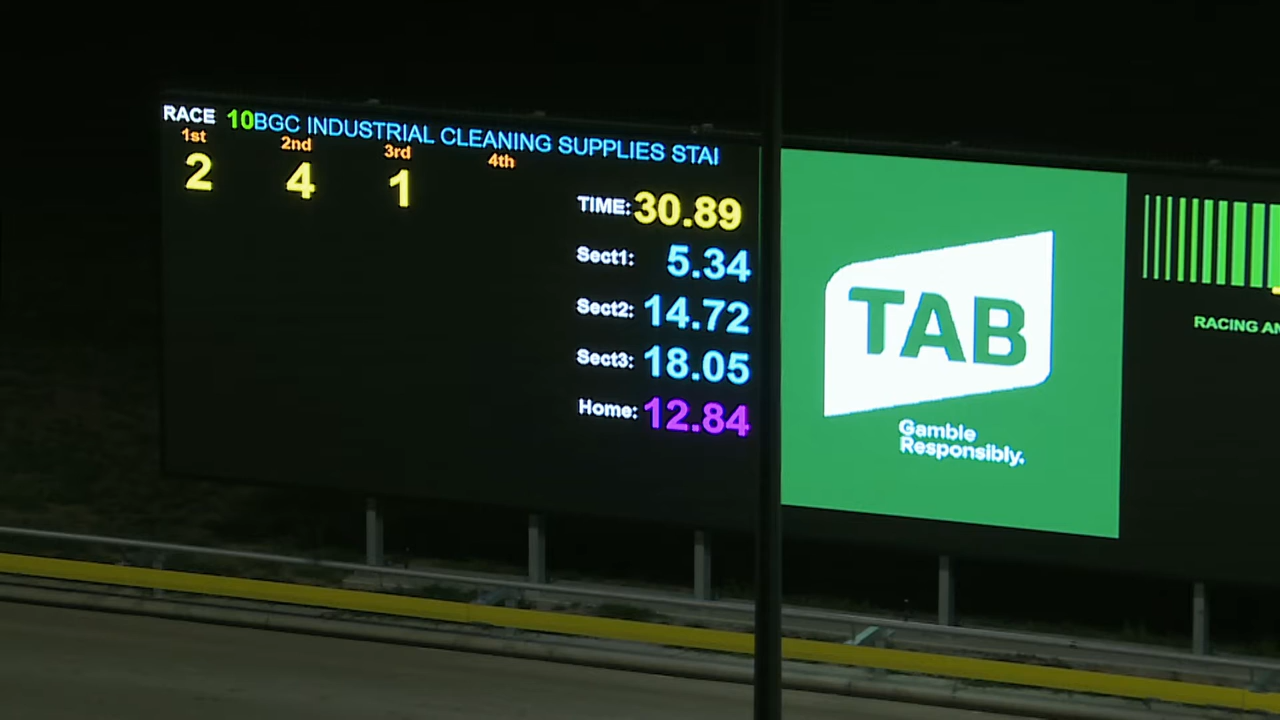 RACE 10BGC INDUSTRIAL CLEANING SUPPLIES STAI
1st 2nd 3rd 4th
2 4 1
TIME: 30.89
Sect1: 5.34
Sect2: 14.72
Sect3: 18.05
Home: 12.84
TAB
Gamble
Responsibly.
RACING AN